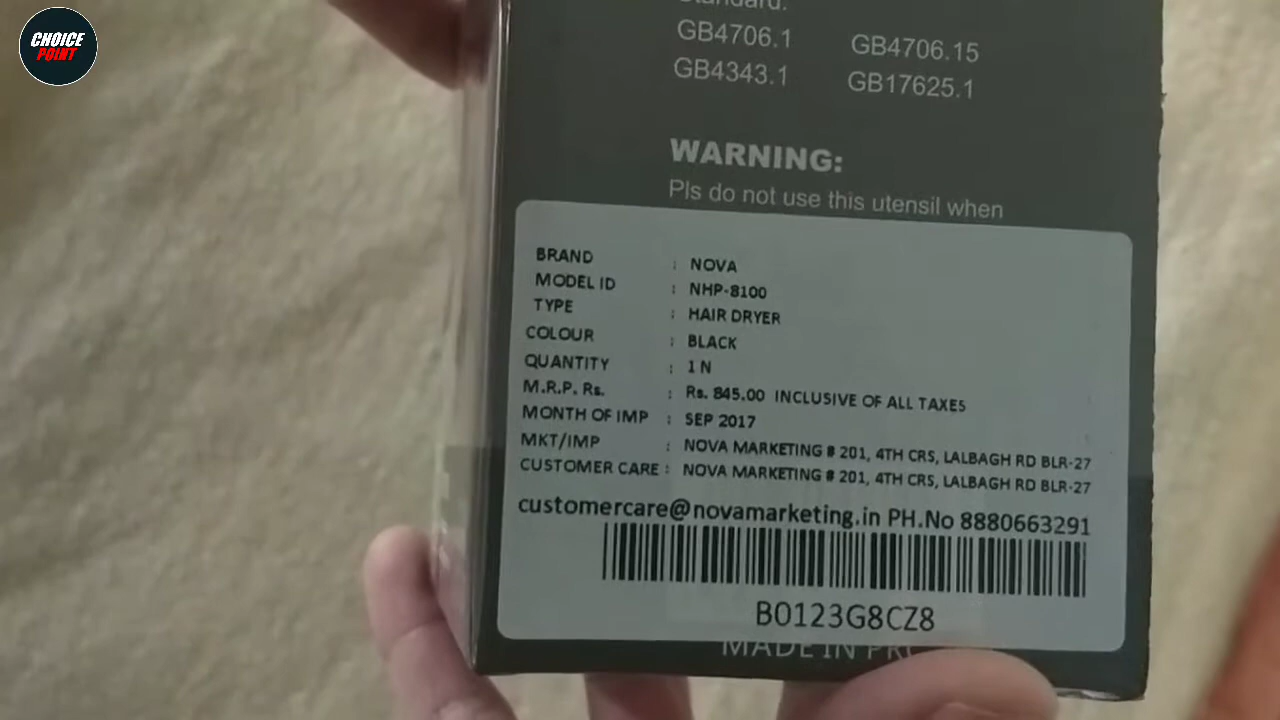 CHOICE
POINT
Standard:
GB4706.1 GB4706.15
GB4343.1 GB17625.1
WARNING:
Pls do not use this utensil when
BRAND : NOVA
MODEL ID : NHP-8100
TYPE : HAIR DRYER
COLOUR : BLACK
QUANTITY : 1 N
M.R.P. Rs. : Rs. 845.00 INCLUSIVE OF ALL TAXES
MONTH OF IMP : SEP 2017
MKT/IMP : NOVA MARKETING # 201, 4TH CRS, LALBAGH RD BLR-27
CUSTOMER CARE : NOVA MARKETING # 201, 4TH CRS, LALBAGH RD BLR-27
customercare@novamarketing.in PH.No 8880663291
B0123G8CZ8
MADE IN